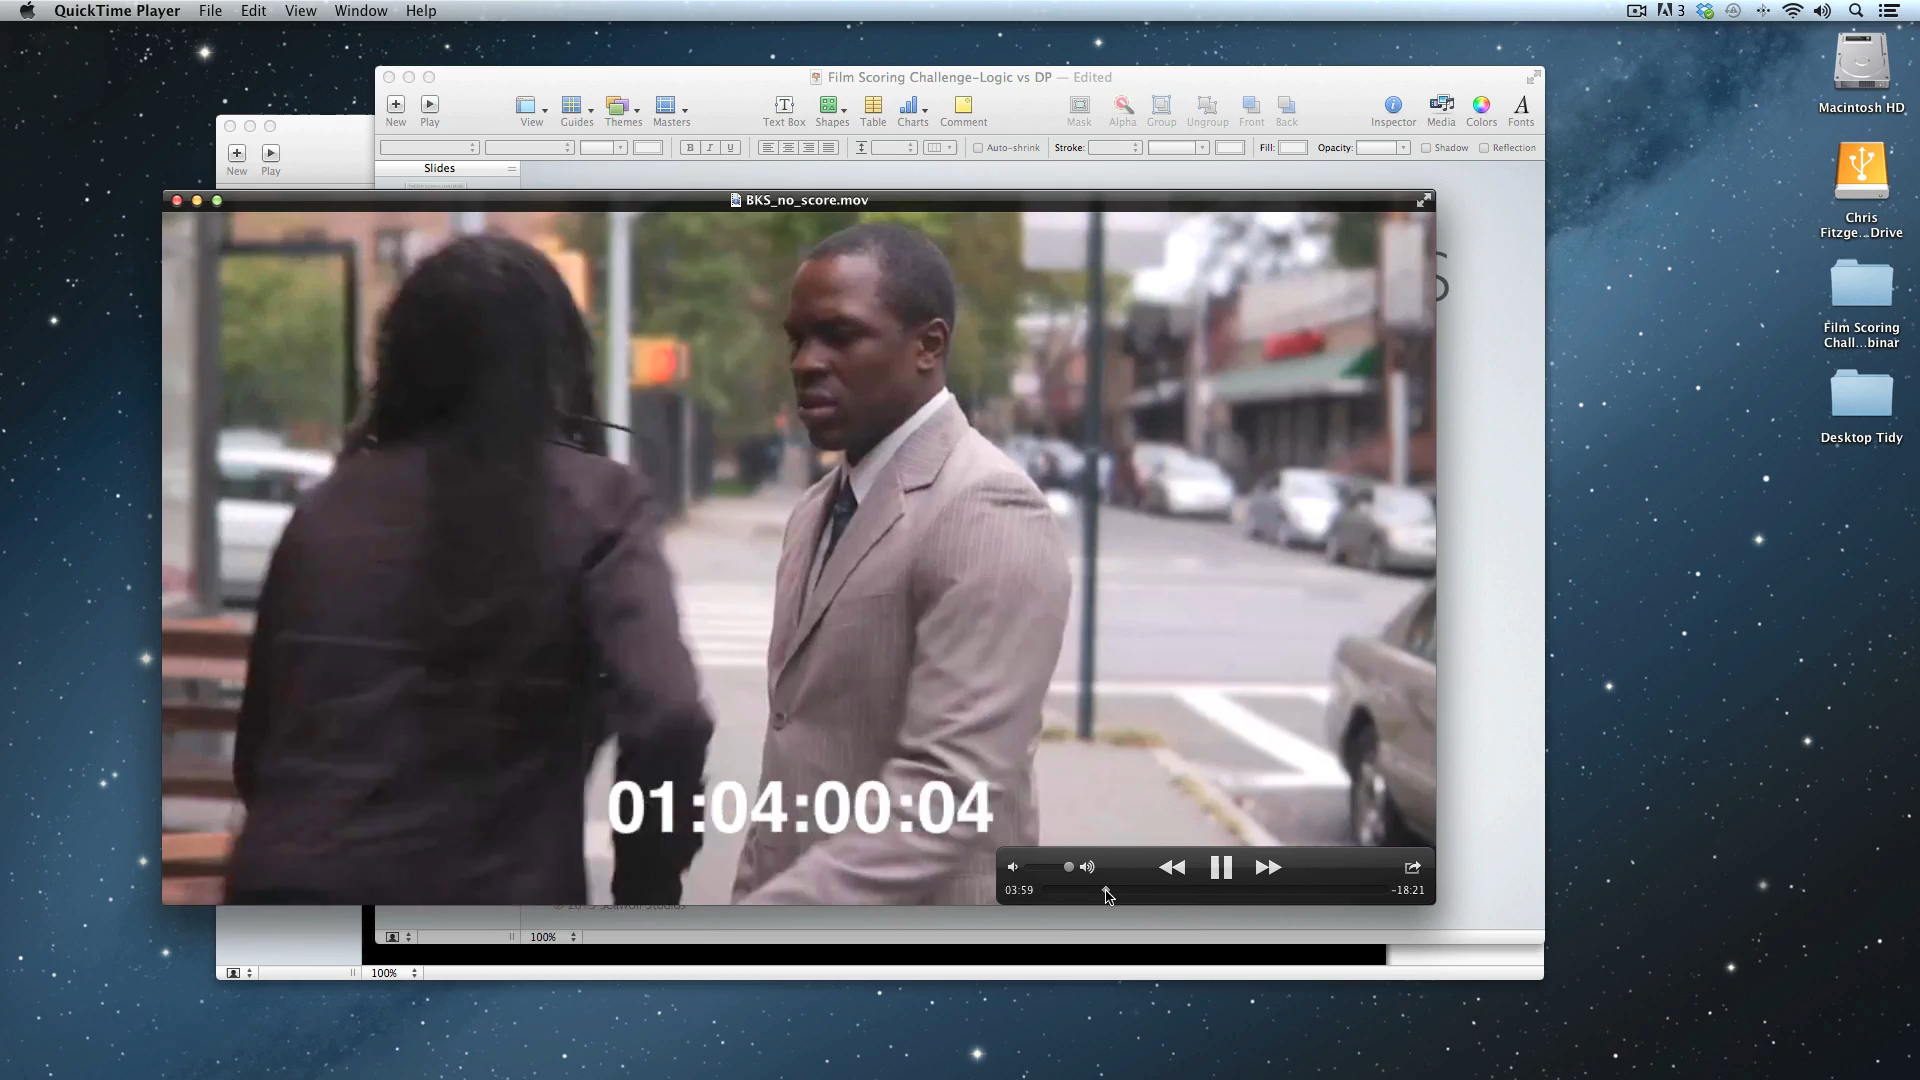 QuickTime Player File Edit View Window Help
3
Film Scoring Challenge-Logic vs DP — Edited
New Play View Guides Themes Masters Text Box Shapes Table Charts Comment Mask Alpha Group Ungroup Front Back Inspector Media Colors Fonts
B I U Auto-shrink Stroke: Fill: Opacity: Shadow Reflection
Slides
New Play
BKS_no_score.mov
S
01:04:00:04
03:59 -18:21
100%
100%
Macintosh HD
Chris
Fitzge...Drive
Film Scoring
Chall...binar
Desktop Tidy